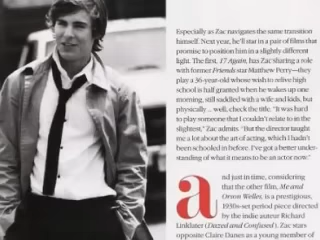 Especially as Zac navigates the same transition
himself. Next year, he'll star in a pair of films that
promise to position him in a slightly different
light. The first, 17 Again, has Zac sharing a role
with former Friends star Matthew Perry—they
play a 36-year-old whose wish to relive high
school is half granted when he wakes up one
morning, still saddled with a wife and kids, but
physically ... well, check the title. "It was hard
to play someone that I couldn't relate to in the
slightest," Zac admits. "But the director taught
me a lot about the art of acting, which I hadn't
been schooled in before. I've got a better under-
standing of what it means to be an actor now."
and just in time, considering
that the other film, Me and
Orson Welles, is a prestigious,
1930s-set period piece directed
by the indie auteur Richard
Linklater (Dazed and Confused). Zac stars
opposite Claire Danes as a young member of